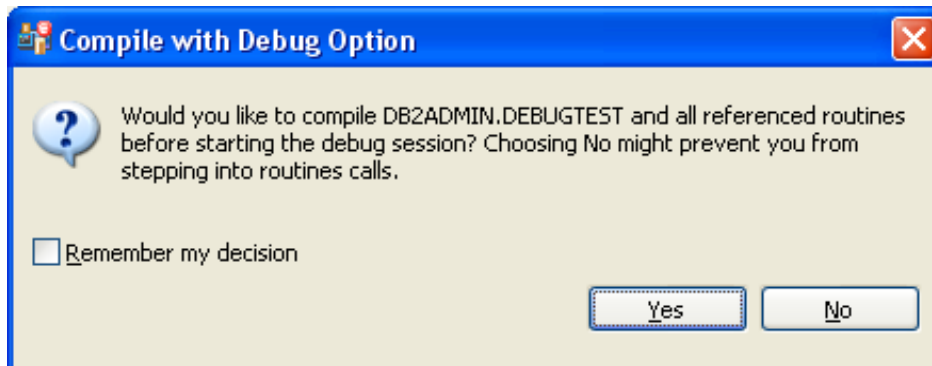 Compile with Debug Option
Would you like to compile DB2ADMIN.DEBUGTEST and all referenced routines
before starting the debug session? Choosing No might prevent you from
stepping into routines calls.
Remember my decision
Yes No